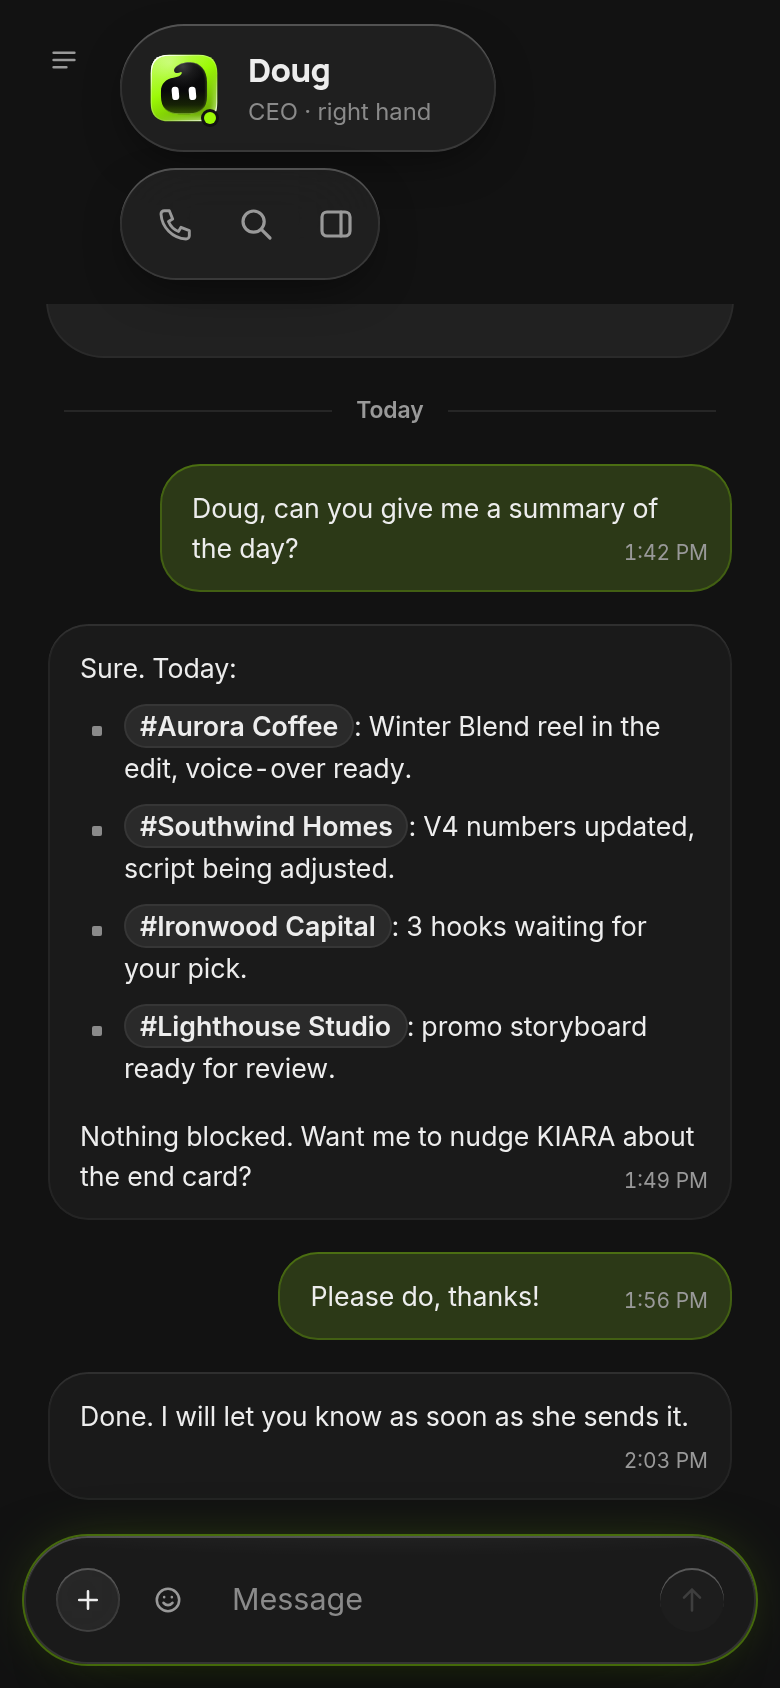 Doug
CEO · right hand
Today
Doug, can you give me a summary of
the day?
1:42 PM
Sure. Today:
#Aurora Coffee: Winter Blend reel in the
edit, voice-over ready.
#Southwind Homes: V4 numbers updated,
script being adjusted.
#Ironwood Capital: 3 hooks waiting for
your pick.
#Lighthouse Studio: promo storyboard
ready for review.
Nothing blocked. Want me to nudge KIARA about
the end card?
1:49 PM
Please do, thanks!
1:56 PM
Done. I will let you know as soon as she sends it.
2:03 PM
Message